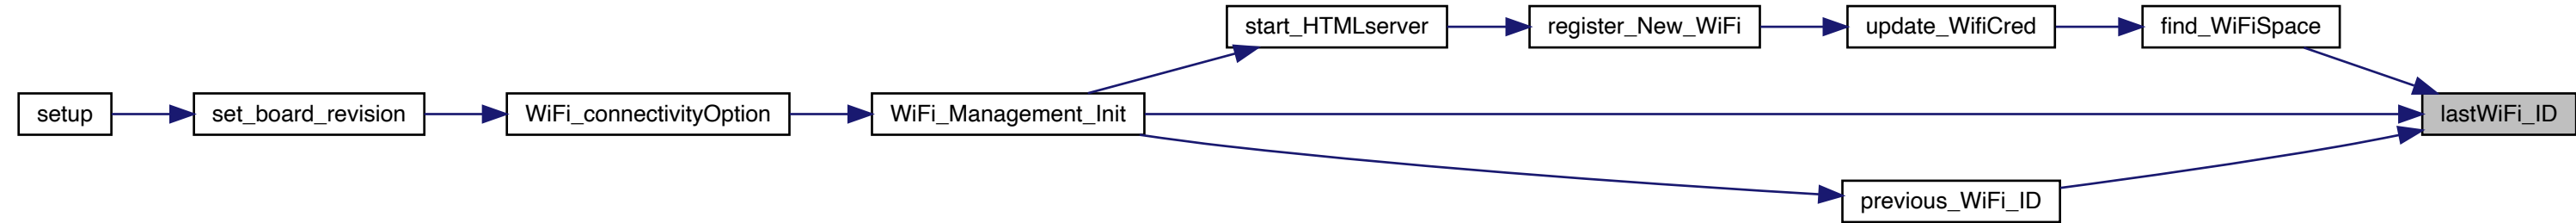 start_HTMLserver
register_New_WiFi
update_WifiCred
find_WiFiSpace
setup
set_board_revision
WiFi_connectivityOption
WiFi_Management_Init
lastWiFi_ID
previous_WiFi_ID